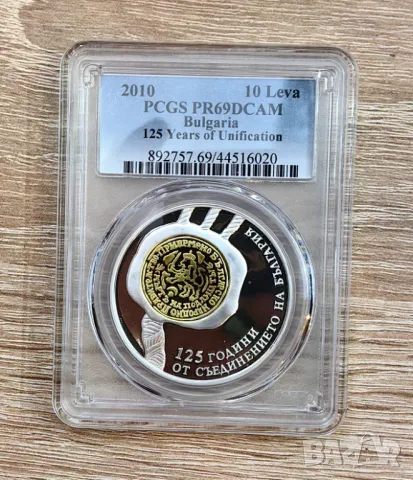 2010 10 Leva
PCGS PR69DCAM
Bulgaria
125 Years of Unification
892757.69/44516020
125 ГОДИНИ
ОТ СЪЕДИНЕНИЕТО НА БЪЛГАРИЯ
BAZAR